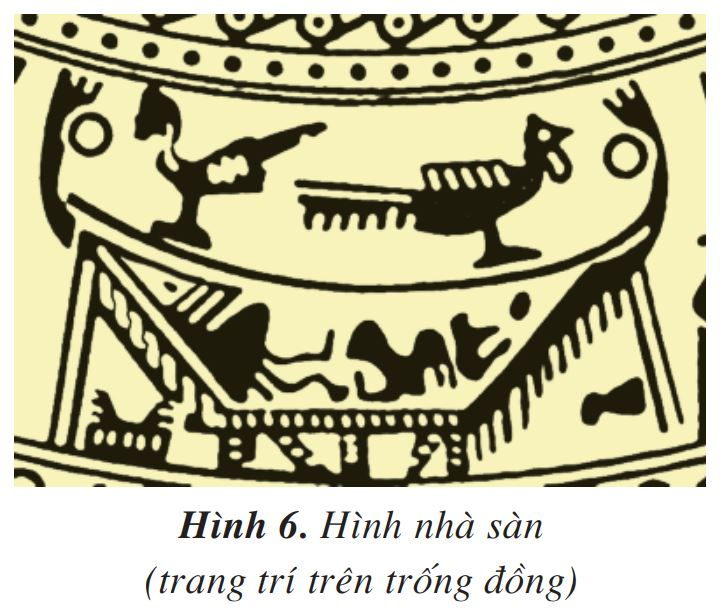 Hình 6. Hình nhà sàn
(trang trí trên trống đồng)